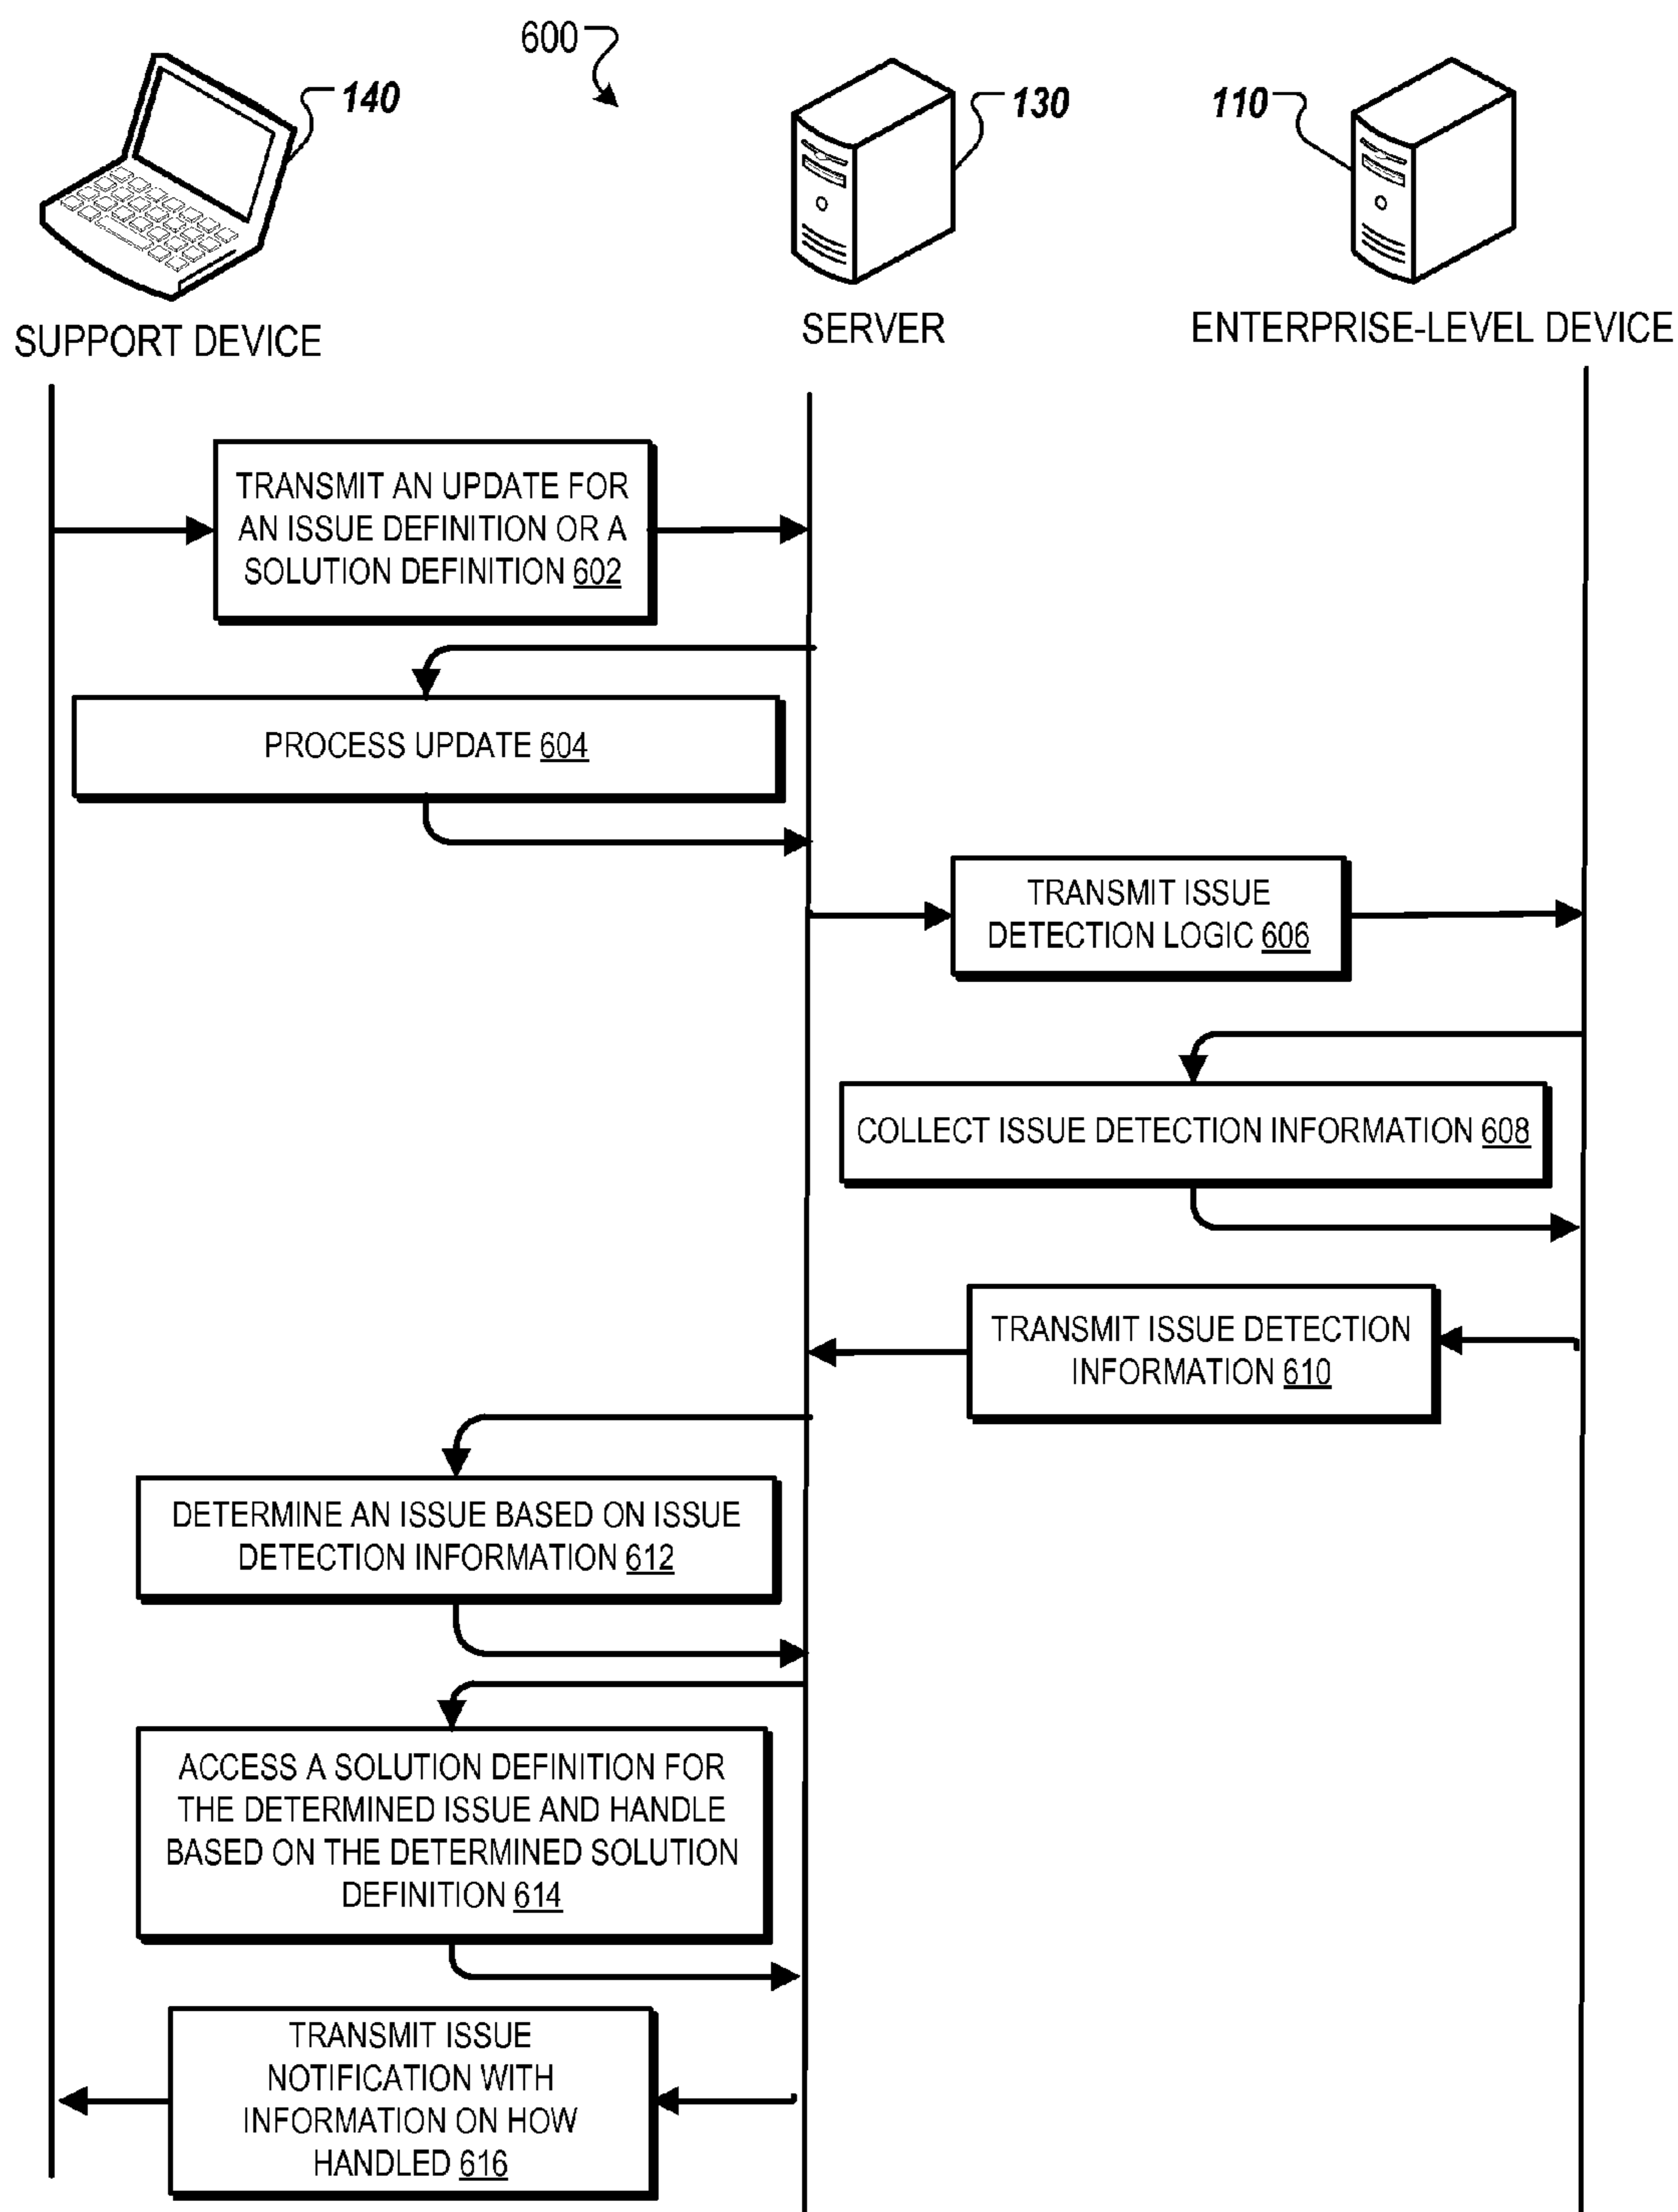 600
140
130
110
SUPPORT DEVICE
SERVER
ENTERPRISE-LEVEL DEVICE
TRANSMIT AN UPDATE FOR
AN ISSUE DEFINITION OR A
SOLUTION DEFINITION 602
PROCESS UPDATE 604
TRANSMIT ISSUE
DETECTION LOGIC 606
COLLECT ISSUE DETECTION INFORMATION 608
TRANSMIT ISSUE DETECTION
INFORMATION 610
DETERMINE AN ISSUE BASED ON ISSUE
DETECTION INFORMATION 612
ACCESS A SOLUTION DEFINITION FOR
THE DETERMINED ISSUE AND HANDLE
BASED ON THE DETERMINED SOLUTION
DEFINITION 614
TRANSMIT ISSUE
NOTIFICATION WITH
INFORMATION ON HOW
HANDLED 616